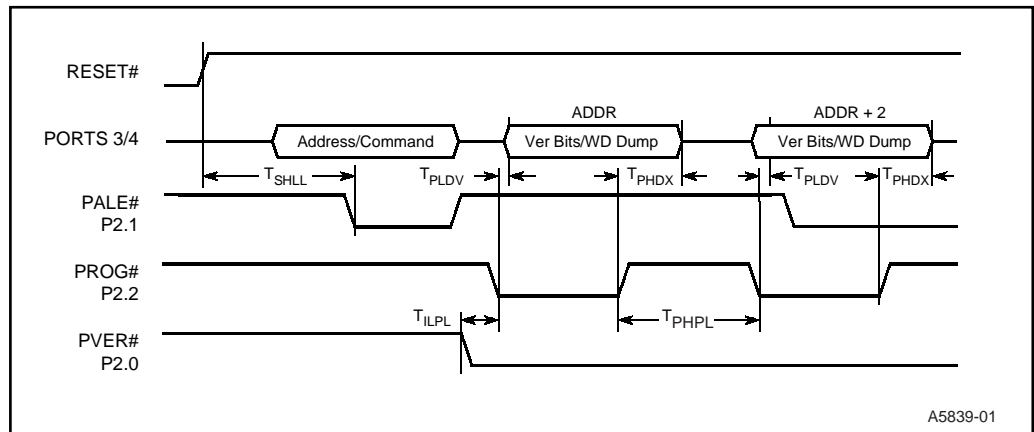 RESET#
ADDR
ADDR + 2
PORTS 3/4
Address/Command
Ver Bits/WD Dump
Ver Bits/WD Dump
TSHLL
TPLDV
TPHDX
TPLDV
TPHDX
PALE#
P2.1
PROG#
P2.2
TILPL
TPHPL
PVER#
P2.0
A5839-01